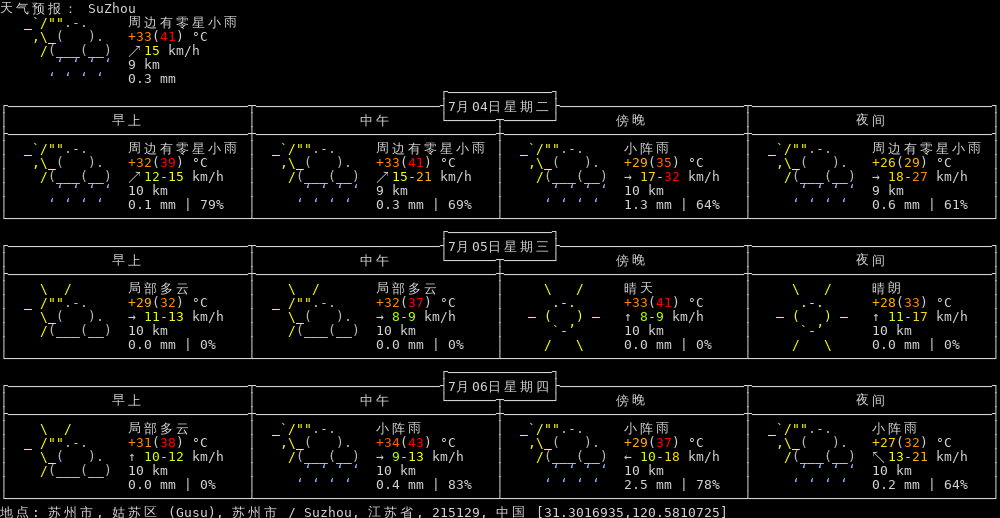 天气预报： SuZhou
周边有零星小雨
+33(41) °C
↗ 15 km/h
9 km
0.3 mm
7月04日星期二
早上 中午 傍晚 夜间
周边有零星小雨 周边有零星小雨 小阵雨 周边有零星小雨
+32(39) °C +33(41) °C +29(35) °C +26(29) °C
↗ 12-15 km/h ↗ 15-21 km/h → 17-32 km/h → 18-27 km/h
10 km 9 km 10 km 9 km
0.1 mm | 79% 0.3 mm | 69% 1.3 mm | 64% 0.6 mm | 61%
7月05日星期三
早上 中午 傍晚 夜间
局部多云 局部多云 晴天 晴朗
+29(32) °C +32(37) °C +33(41) °C +28(33) °C
→ 11-13 km/h → 8-9 km/h ↑ 8-9 km/h ↑ 11-17 km/h
10 km 10 km 10 km 10 km
0.0 mm | 0% 0.0 mm | 0% 0.0 mm | 0% 0.0 mm | 0%
7月06日星期四
早上 中午 傍晚 夜间
局部多云 小阵雨 小阵雨 小阵雨
+31(38) °C +34(43) °C +29(37) °C +27(32) °C
↑ 10-12 km/h → 9-13 km/h ← 10-18 km/h ↖ 13-21 km/h
10 km 10 km 10 km 10 km
0.0 mm | 0% 0.4 mm | 83% 2.5 mm | 78% 0.2 mm | 64%
地点: 苏州市, 姑苏区 (Gusu), 苏州市 / Suzhou, 江苏省, 215129, 中国 [31.3016935,120.5810725]